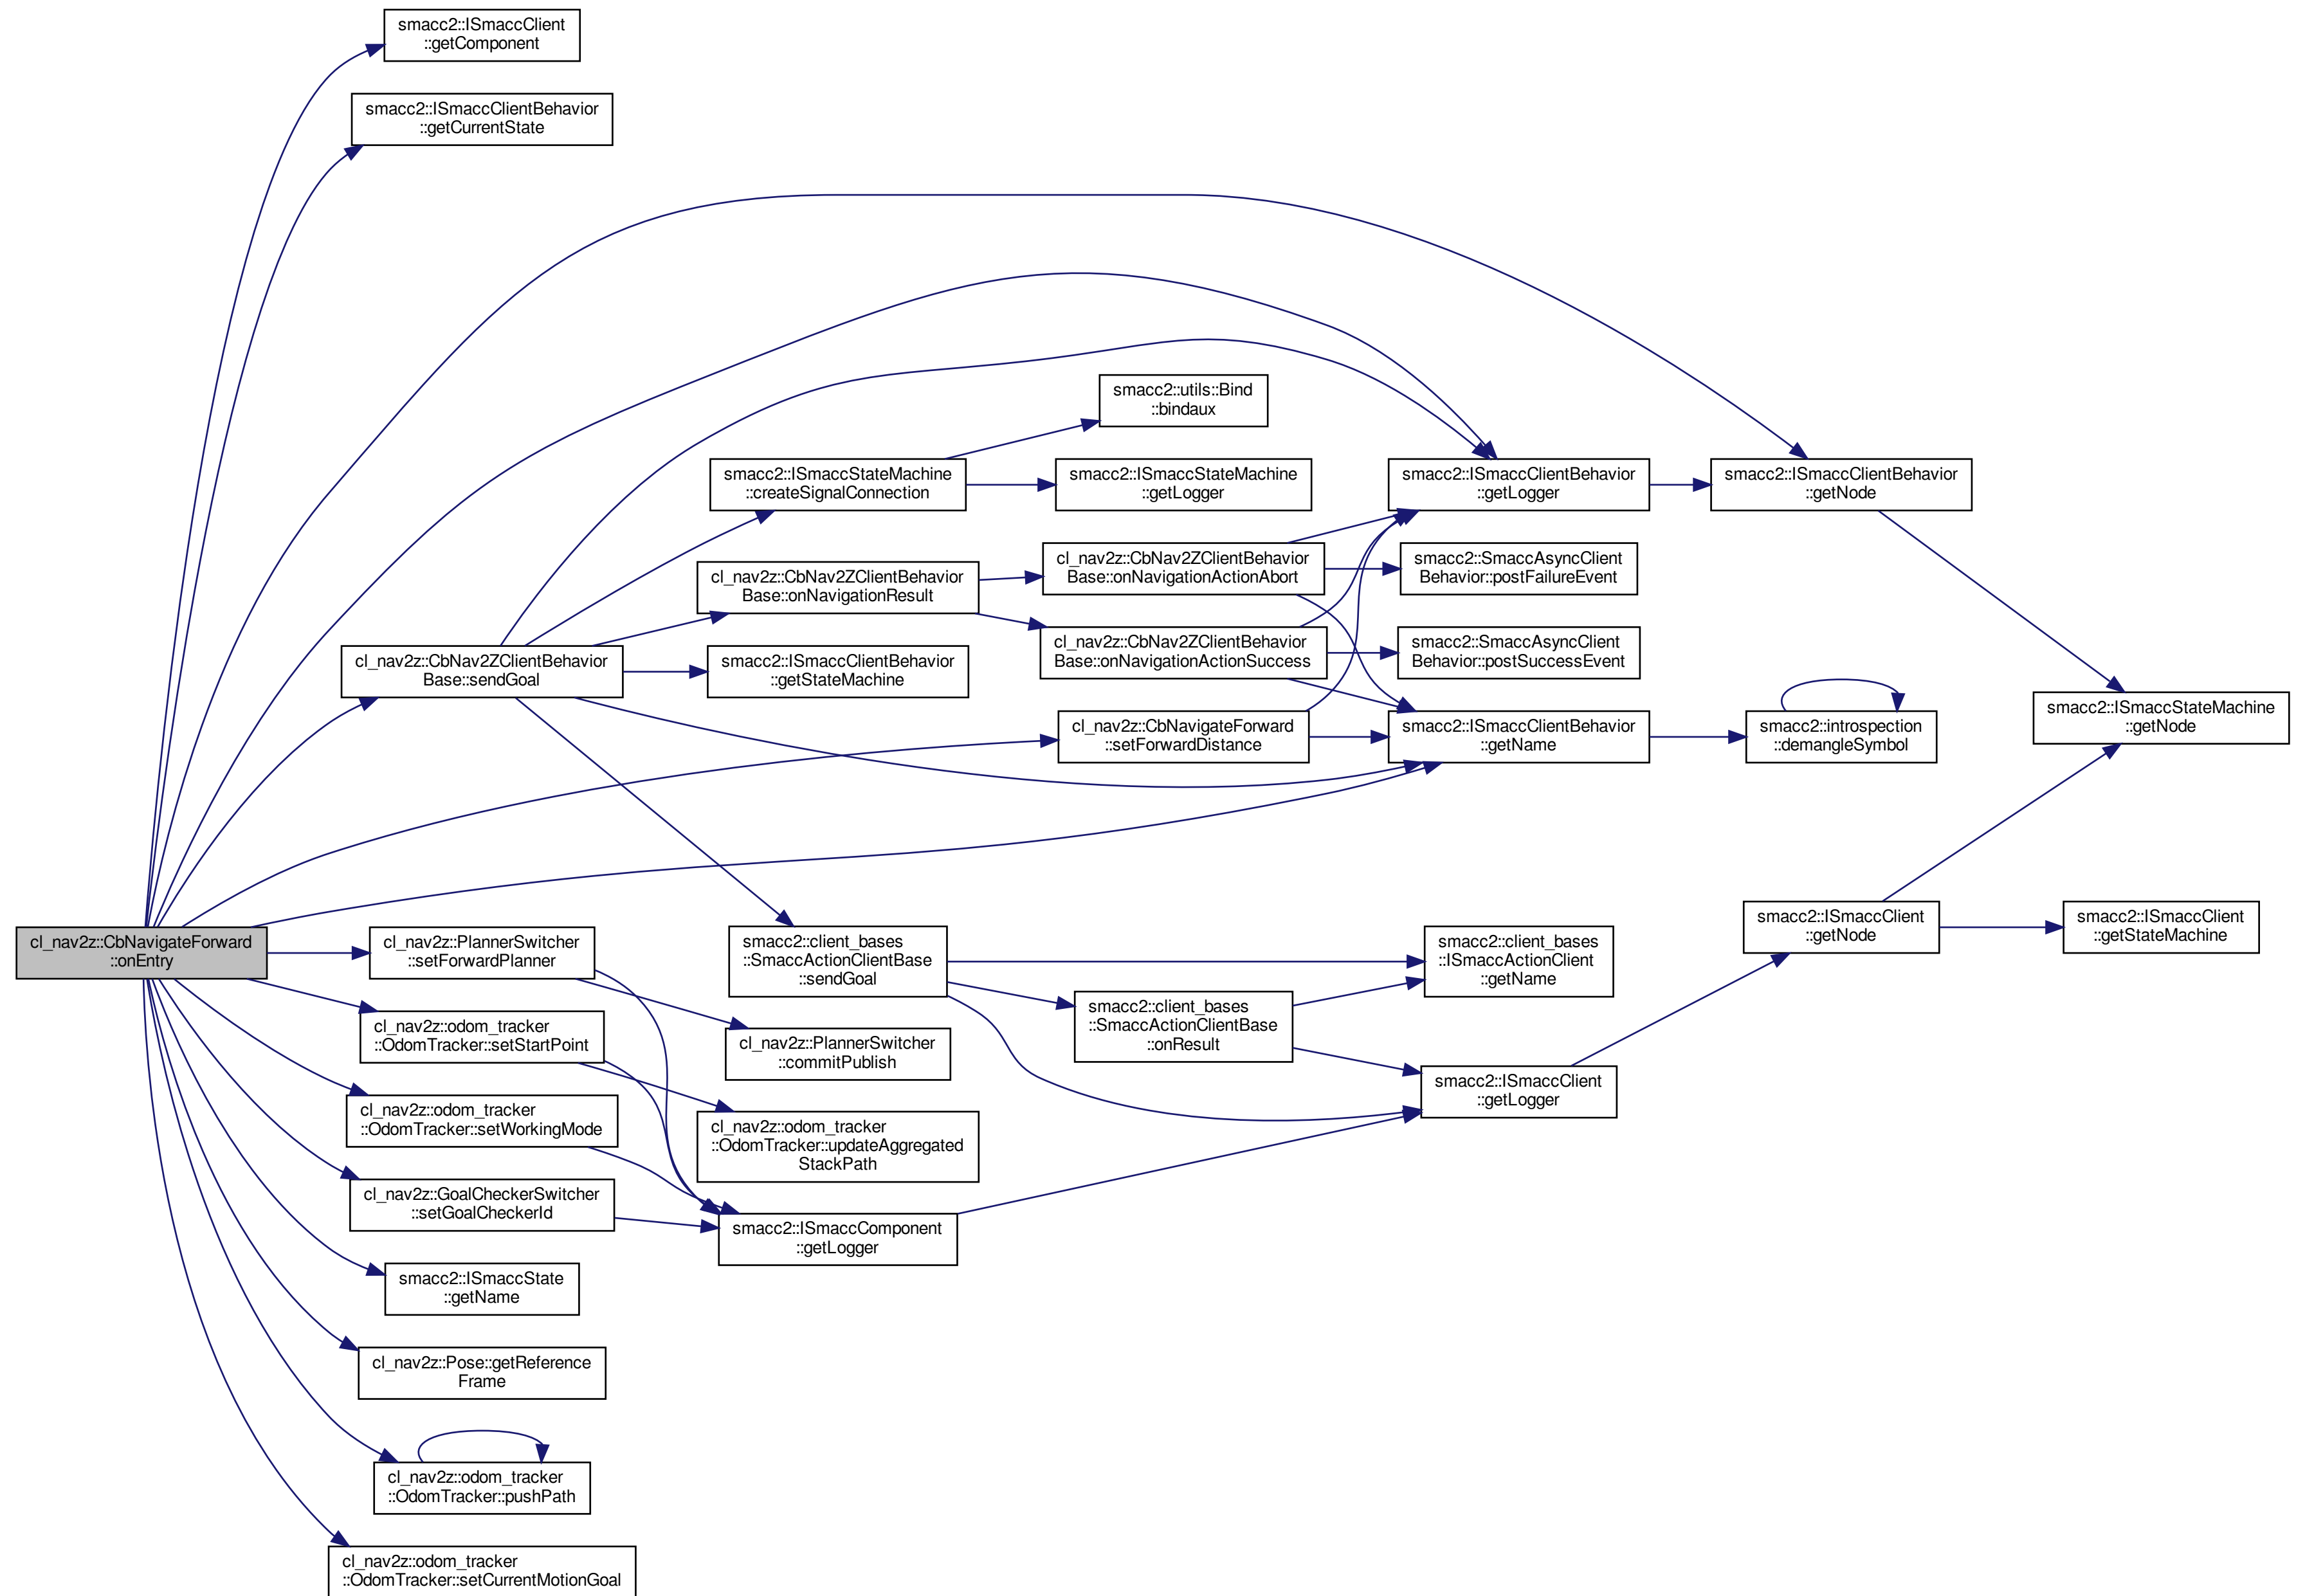 smacc2::ISmaccClient
::getComponent
smacc2::ISmaccClientBehavior
::getCurrentState
smacc2::utils::Bind
::bindaux
smacc2::ISmaccStateMachine
::createSignalConnection
smacc2::ISmaccStateMachine
::getLogger
smacc2::ISmaccClientBehavior
::getLogger
smacc2::ISmaccClientBehavior
::getNode
cl_nav2z::CbNav2ZClientBehavior
Base::onNavigationResult
cl_nav2z::CbNav2ZClientBehavior
Base::onNavigationActionAbort
smacc2::SmaccAsyncClient
Behavior::postFailureEvent
cl_nav2z::CbNav2ZClientBehavior
Base::sendGoal
smacc2::ISmaccClientBehavior
::getStateMachine
cl_nav2z::CbNav2ZClientBehavior
Base::onNavigationActionSuccess
smacc2::SmaccAsyncClient
Behavior::postSuccessEvent
cl_nav2z::CbNavigateForward
::setForwardDistance
smacc2::ISmaccClientBehavior
::getName
smacc2::introspection
::demangleSymbol
smacc2::ISmaccStateMachine
::getNode
cl_nav2z::CbNavigateForward
::onEntry
cl_nav2z::PlannerSwitcher
::setForwardPlanner
smacc2::client_bases
::SmaccActionClientBase
::sendGoal
smacc2::client_bases
::ISmaccActionClient
::getName
smacc2::ISmaccClient
::getNode
smacc2::ISmaccClient
::getStateMachine
cl_nav2z::odom_tracker
::OdomTracker::setStartPoint
cl_nav2z::PlannerSwitcher
::commitPublish
smacc2::client_bases
::SmaccActionClientBase
::onResult
smacc2::ISmaccClient
::getLogger
cl_nav2z::odom_tracker
::OdomTracker::setWorkingMode
cl_nav2z::odom_tracker
::OdomTracker::updateAggregated
StackPath
cl_nav2z::GoalCheckerSwitcher
::setGoalCheckerId
smacc2::ISmaccComponent
::getLogger
smacc2::ISmaccState
::getName
cl_nav2z::Pose::getReference
Frame
cl_nav2z::odom_tracker
::OdomTracker::pushPath
cl_nav2z::odom_tracker
::OdomTracker::setCurrentMotionGoal